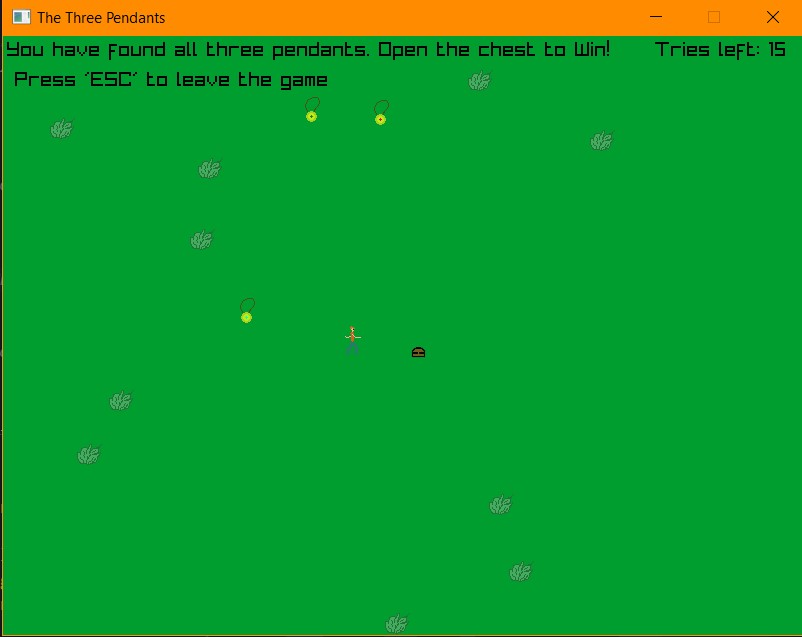 The Three Pendants
You have found all three pendants. Open the chest to Win! Tries left: 15
Press 'ESC' to leave the game